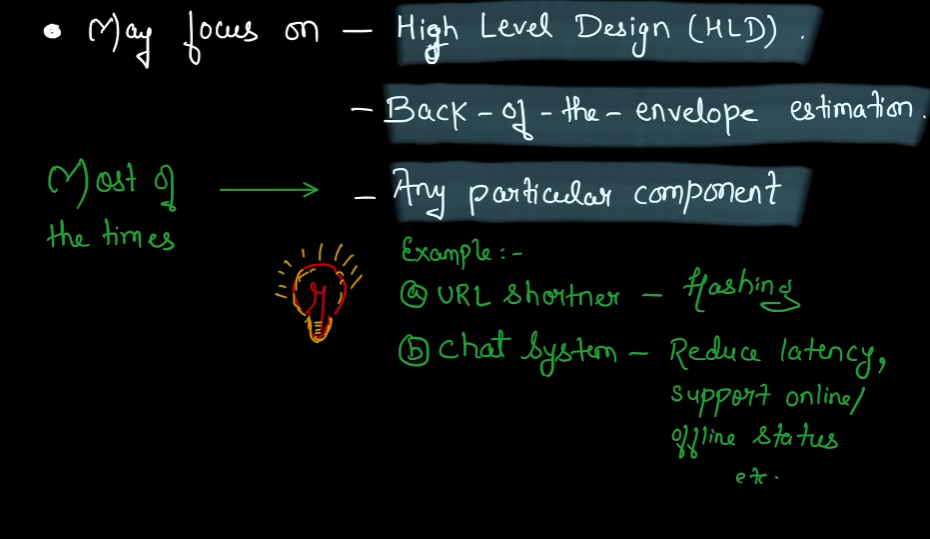 • May focus on — High Level Design (HLD).
— Back-of-the-envelope estimation.
Most of the times → — Any particular component
Example:-
ⓐ URL Shortner — Hashing
ⓑ Chat System — Reduce latency,
support online/
offline status
etc.